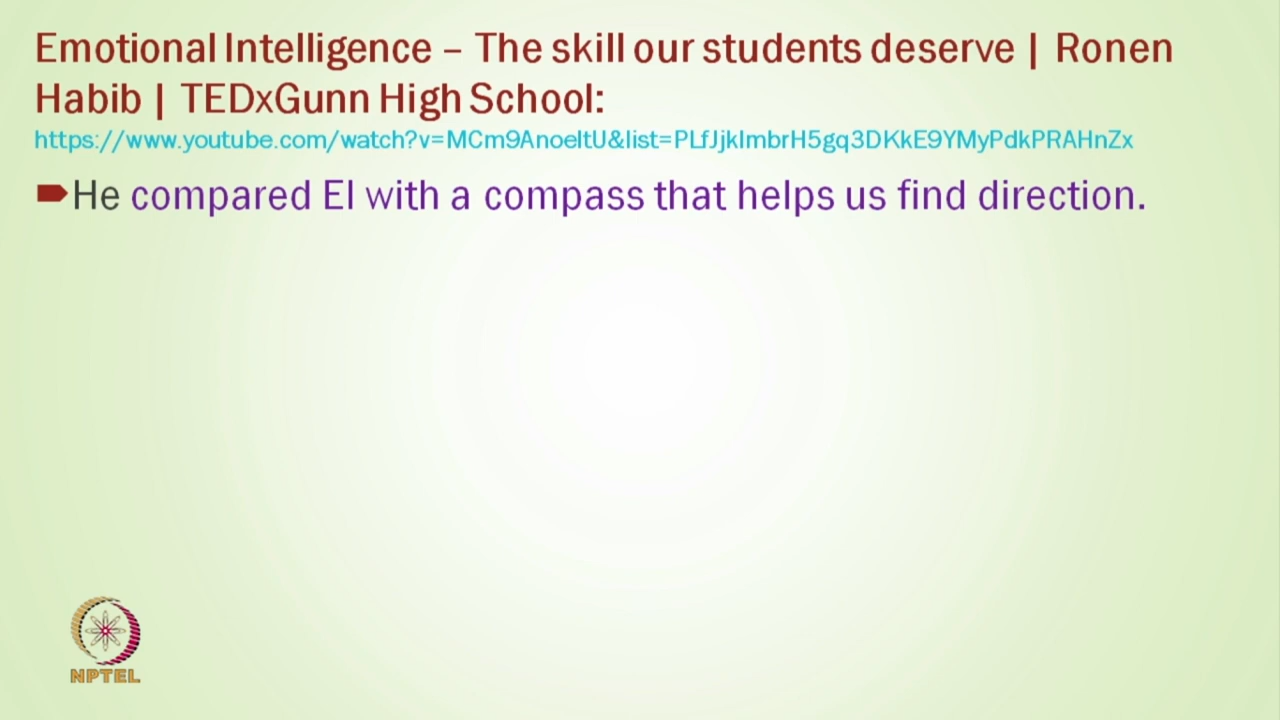 Emotional Intelligence – The skill our students deserve | Ronen
Habib | TEDxGunn High School:
https://www.youtube.com/watch?v=MCm9AnoeItU&list=PLfJjkImbrH5gq3DKkE9YMyPdkPRAHnZx
He compared EI with a compass that helps us find direction.
NPTEL